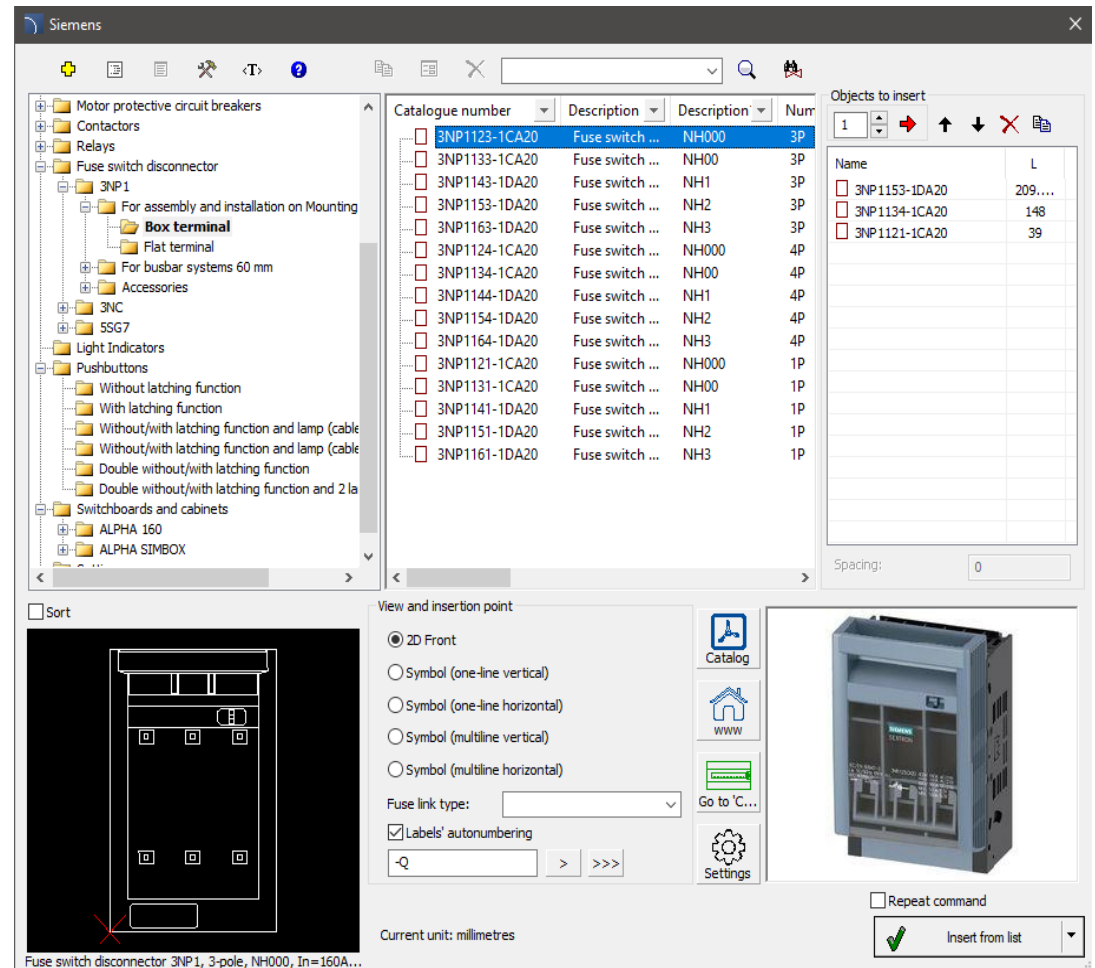 Siemens
<T>
Motor protective circuit breakers
Contactors
Relays
Fuse switch disconnector
3NP1
For assembly and installation on Mounting
Box terminal
Flat terminal
For busbar systems 60 mm
Accessories
3NC
5SG7
Light Indicators
Pushbuttons
Without latching function
With latching function
Without/with latching function and lamp (cable
Without/with latching function and lamp (cable
Double without/with latching function
Double without/with latching function and 2 la
Switchboards and cabinets
ALPHA 160
ALPHA SIMBOX
Catalogue number Description Description Num
3NP1123-1CA20 Fuse switch ... NH000 3P
3NP1133-1CA20 Fuse switch ... NH00 3P
3NP1143-1DA20 Fuse switch ... NH1 3P
3NP1153-1DA20 Fuse switch ... NH2 3P
3NP1163-1DA20 Fuse switch ... NH3 3P
3NP1124-1CA20 Fuse switch ... NH000 4P
3NP1134-1CA20 Fuse switch ... NH00 4P
3NP1144-1DA20 Fuse switch ... NH1 4P
3NP1154-1DA20 Fuse switch ... NH2 4P
3NP1164-1DA20 Fuse switch ... NH3 4P
3NP1121-1CA20 Fuse switch ... NH000 1P
3NP1131-1CA20 Fuse switch ... NH00 1P
3NP1141-1DA20 Fuse switch ... NH1 1P
3NP1151-1DA20 Fuse switch ... NH2 1P
3NP1161-1DA20 Fuse switch ... NH3 1P
Objects to insert
1
Name L
3NP1153-1DA20 209....
3NP1134-1CA20 148
3NP1121-1CA20 39
Spacing: 0
Sort
Fuse switch disconnector 3NP1, 3-pole, NH000, In=160A...
View and insertion point
2D Front
Symbol (one-line vertical)
Symbol (one-line horizontal)
Symbol (multiline vertical)
Symbol (multiline horizontal)
Fuse link type:
Labels' autonumbering
-Q > >>>
Current unit: millimetres
Catalog
www
Go to 'C...
Settings
SIEMENS
SENTRON
Repeat command
Insert from list